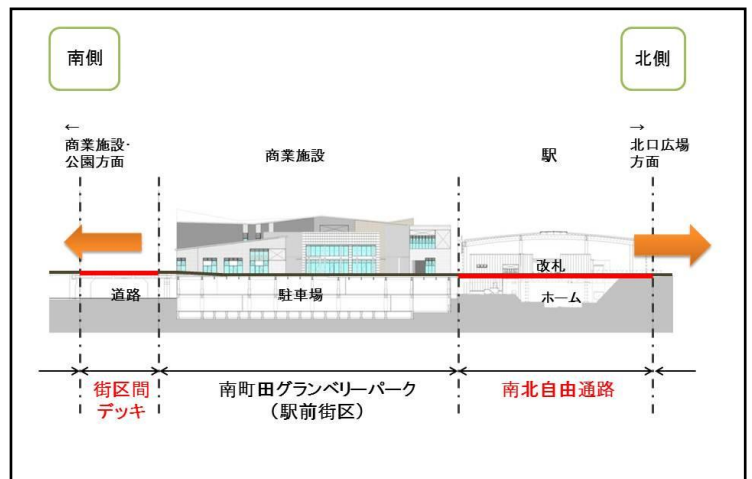 南側
北側
←
商業施設・
公園方面
商業施設
駅
→
北口広場
方面
改札
道路
駐車場
ホーム
街区間
デッキ
南町田グランベリーパーク
（駅前街区）
南北自由通路